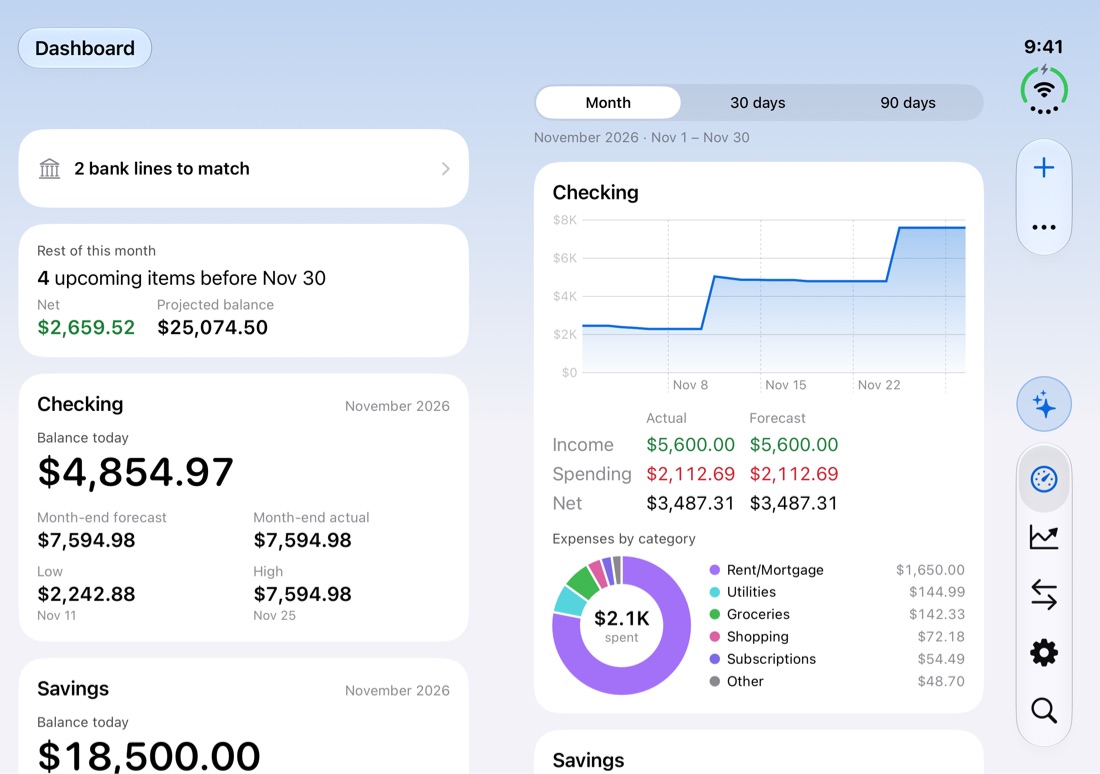 Dashboard
9:41
2 bank lines to match
Rest of this month
4 upcoming items before Nov 30
Net Projected balance
$2,659.52 $25,074.50
Checking November 2026
Balance today
$4,854.97
Month-end forecast Month-end actual
$7,594.98 $7,594.98
Low High
$2,242.88 $7,594.98
Nov 11 Nov 25
Savings November 2026
Balance today
$18,500.00
Month 30 days 90 days
November 2026 · Nov 1 – Nov 30
Checking
$8K
$6K
$4K
$2K
$0
Nov 8 Nov 15 Nov 22
Actual Forecast
Income $5,600.00 $5,600.00
Spending $2,112.69 $2,112.69
Net $3,487.31 $3,487.31
Expenses by category
$2.1K
spent
Rent/Mortgage $1,650.00
Utilities $144.99
Groceries $142.33
Shopping $72.18
Subscriptions $54.49
Other $48.70
Savings